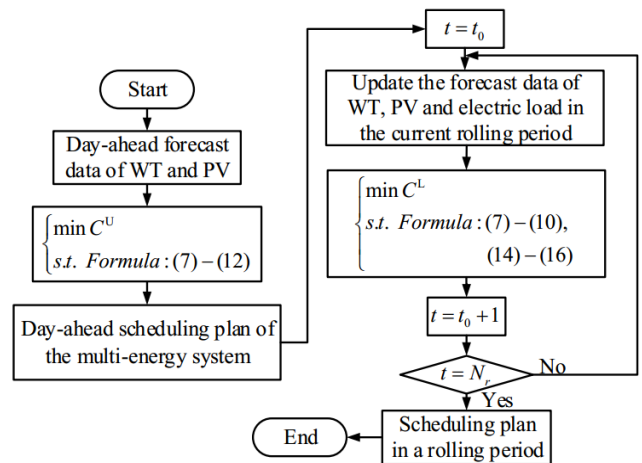 Start
Day-ahead forecast
data of WT and PV
min C^U
s.t. Formula:(7)−(12)
Day-ahead scheduling plan of
the multi-energy system
t = t_0
Update the forecast data of
WT, PV and electric load in
the current rolling period
min C^L
s.t. Formula:(7)−(10),
(14)−(16)
t = t_0 + 1
t = N_r
No
Yes
Scheduling plan
in a rolling period
End